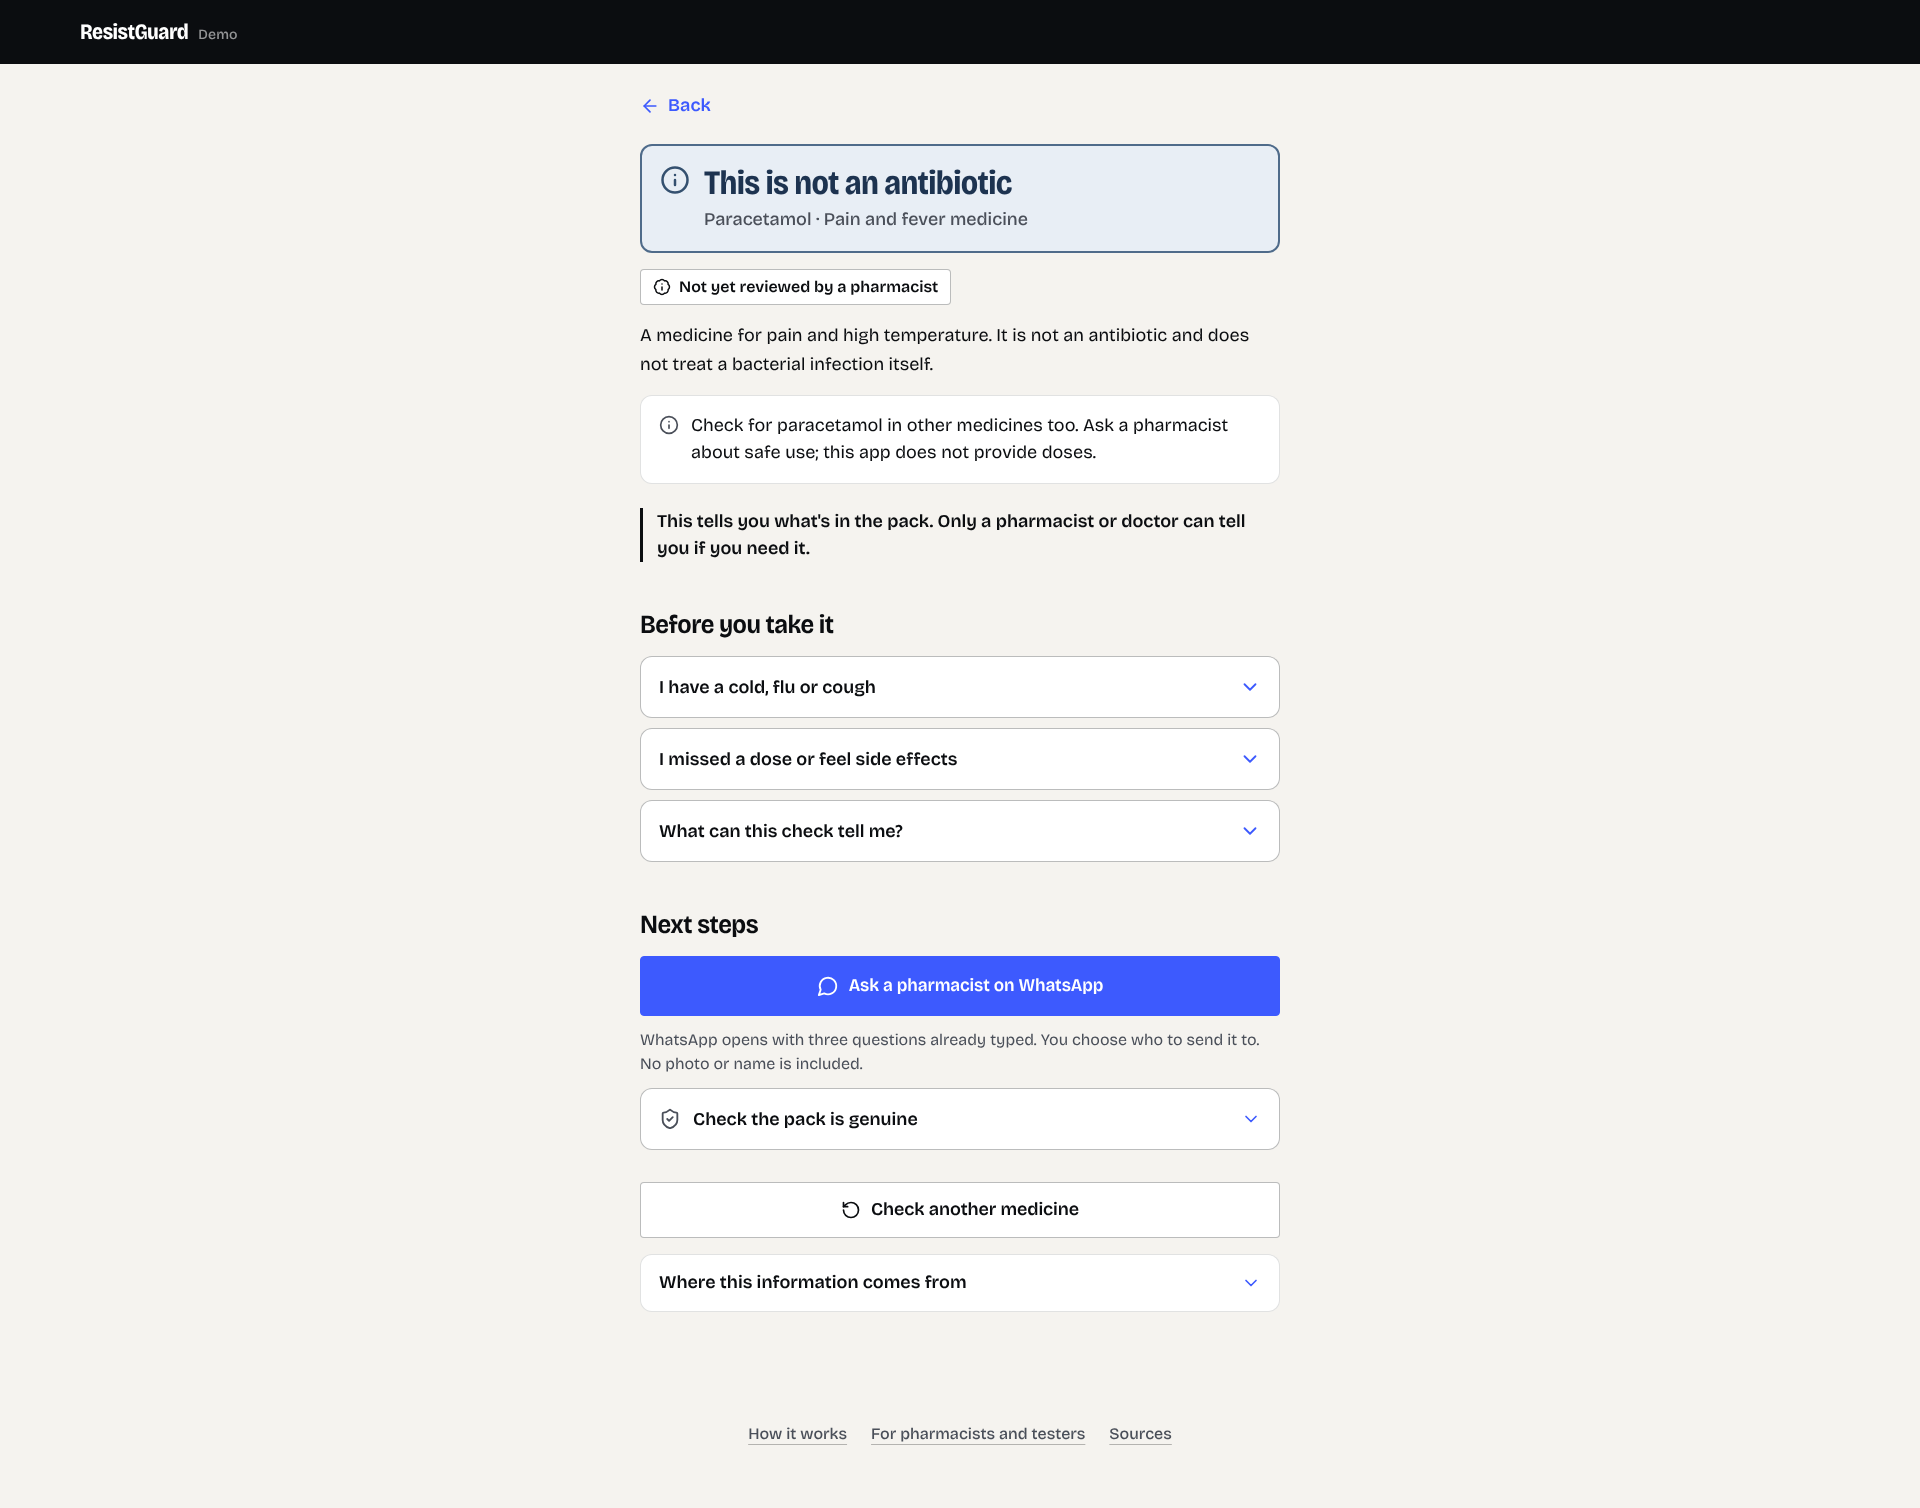 ResistGuard Demo
Back
This is not an antibiotic
Paracetamol · Pain and fever medicine
Not yet reviewed by a pharmacist
A medicine for pain and high temperature. It is not an antibiotic and does
not treat a bacterial infection itself.
Check for paracetamol in other medicines too. Ask a pharmacist
about safe use; this app does not provide doses.
This tells you what's in the pack. Only a pharmacist or doctor can tell
you if you need it.
Before you take it
I have a cold, flu or cough
I missed a dose or feel side effects
What can this check tell me?
Next steps
Ask a pharmacist on WhatsApp
WhatsApp opens with three questions already typed. You choose who to send it to.
No photo or name is included.
Check the pack is genuine
Check another medicine
Where this information comes from
How it works For pharmacists and testers Sources